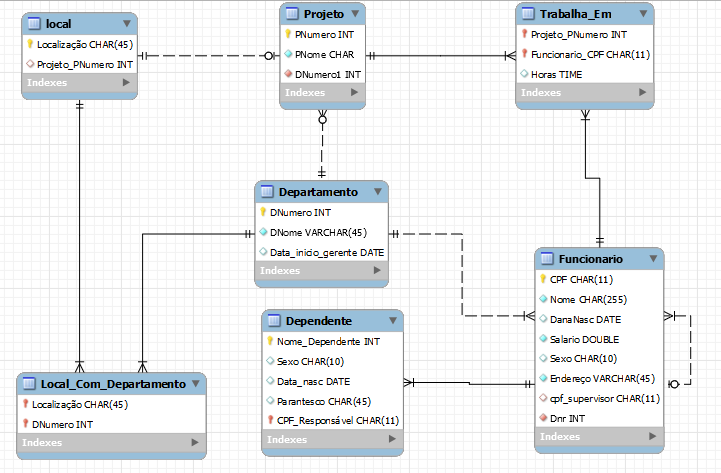 local
Localização CHAR(45)
Projeto_PNumero INT
Indexes
Projeto
PNumero INT
PNome CHAR
DNumero1 INT
Indexes
Trabalha_Em
Projeto_PNumero INT
Funcionario_CPF CHAR(11)
Horas TIME
Indexes
Departamento
DNumero INT
DNome VARCHAR(45)
Data_inicio_gerente DATE
Indexes
Funcionario
CPF CHAR(11)
Nome CHAR(255)
DanaNasc DATE
Salario DOUBLE
Sexo CHAR(10)
Endereço VARCHAR(45)
cpf_supervisor CHAR(11)
Dnr INT
Indexes
Dependente
Nome_Dependente INT
Sexo CHAR(10)
Data_nasc DATE
Parantesco CHAR(45)
CPF_Responsável CHAR(11)
Indexes
Local_Com_Departamento
Localização CHAR(45)
DNumero INT
Indexes